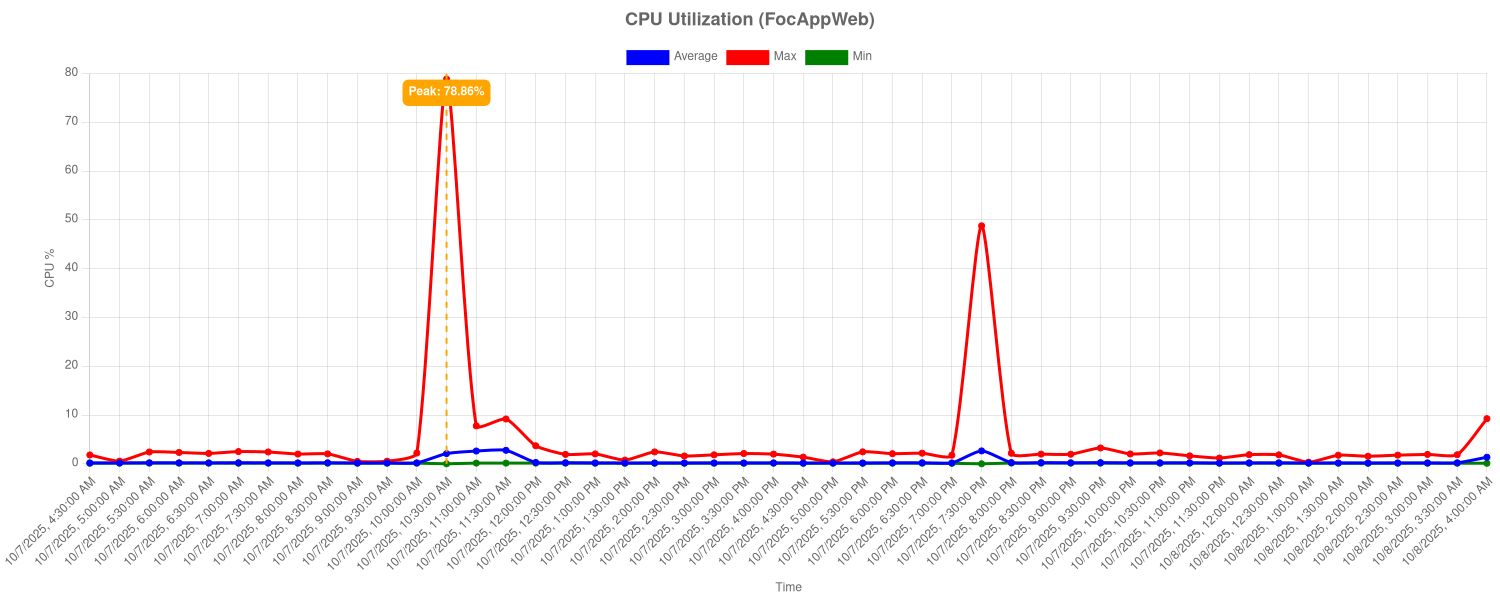 CPU Utilization (FocAppWeb)
Average Max Min
Peak: 78.86%
80
70
60
50
40
30
20
10
0
CPU %
10/7/2025, 4:30:00 AM
10/7/2025, 5:00:00 AM
10/7/2025, 5:30:00 AM
10/7/2025, 6:00:00 AM
10/7/2025, 6:30:00 AM
10/7/2025, 7:00:00 AM
10/7/2025, 7:30:00 AM
10/7/2025, 8:00:00 AM
10/7/2025, 8:30:00 AM
10/7/2025, 9:00:00 AM
10/7/2025, 9:30:00 AM
10/7/2025, 10:00:00 AM
10/7/2025, 10:30:00 AM
10/7/2025, 11:00:00 AM
10/7/2025, 11:30:00 AM
10/7/2025, 12:00:00 PM
10/7/2025, 12:30:00 PM
10/7/2025, 1:00:00 PM
10/7/2025, 1:30:00 PM
10/7/2025, 2:00:00 PM
10/7/2025, 2:30:00 PM
10/7/2025, 3:00:00 PM
10/7/2025, 3:30:00 PM
10/7/2025, 4:00:00 PM
10/7/2025, 4:30:00 PM
10/7/2025, 5:00:00 PM
10/7/2025, 5:30:00 PM
10/7/2025, 6:00:00 PM
10/7/2025, 6:30:00 PM
10/7/2025, 7:00:00 PM
10/7/2025, 7:30:00 PM
10/7/2025, 8:00:00 PM
10/7/2025, 8:30:00 PM
10/7/2025, 9:00:00 PM
10/7/2025, 9:30:00 PM
10/7/2025, 10:00:00 PM
10/7/2025, 10:30:00 PM
10/7/2025, 11:00:00 PM
10/7/2025, 11:30:00 PM
10/8/2025, 12:00:00 AM
10/8/2025, 12:30:00 AM
10/8/2025, 1:00:00 AM
10/8/2025, 1:30:00 AM
10/8/2025, 2:00:00 AM
10/8/2025, 2:30:00 AM
10/8/2025, 3:00:00 AM
10/8/2025, 3:30:00 AM
10/8/2025, 4:00:00 AM
Time